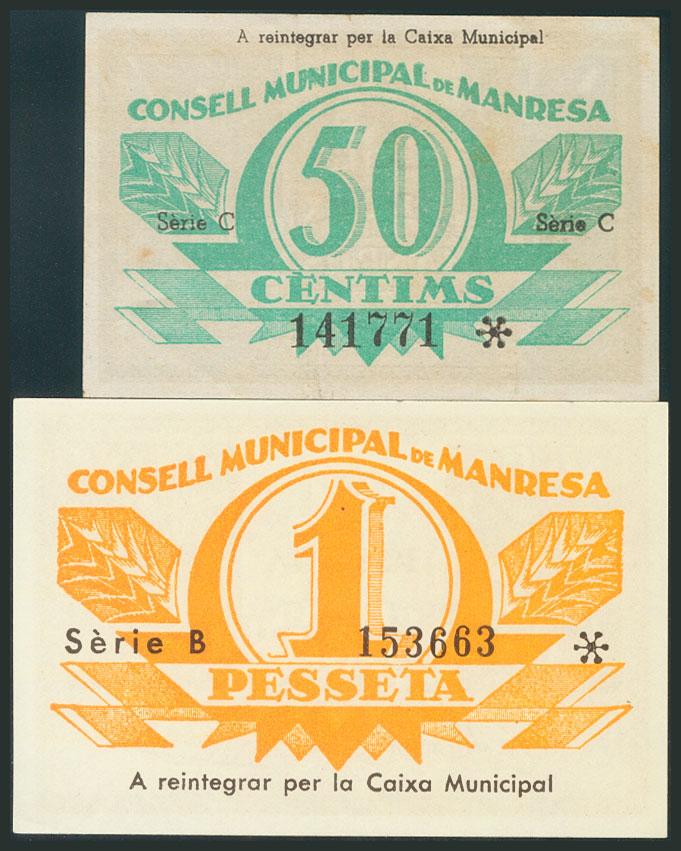 A reintegrar per la Caixa Municipal
CONSELL MUNICIPAL DE MANRESA
50
Sèrie C Sèrie C
CÈNTIMS
141771
CONSELL MUNICIPAL DE MANRESA
1
Sèrie B 153663
PESSETA
A reintegrar per la Caixa Municipal